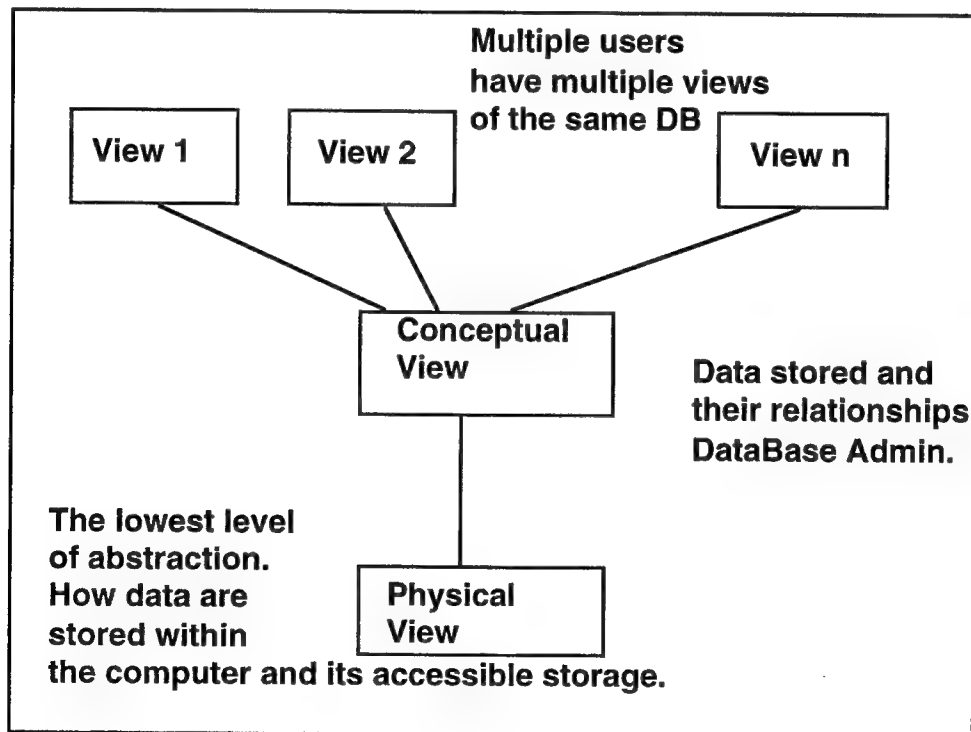 Multiple users
have multiple views
of the same DB
View 1
View 2
View n
Conceptual
View
Data stored and
their relationships
DataBase Admin.
The lowest level
of abstraction.
How data are
stored within
the computer and its accessible storage.
Physical
View